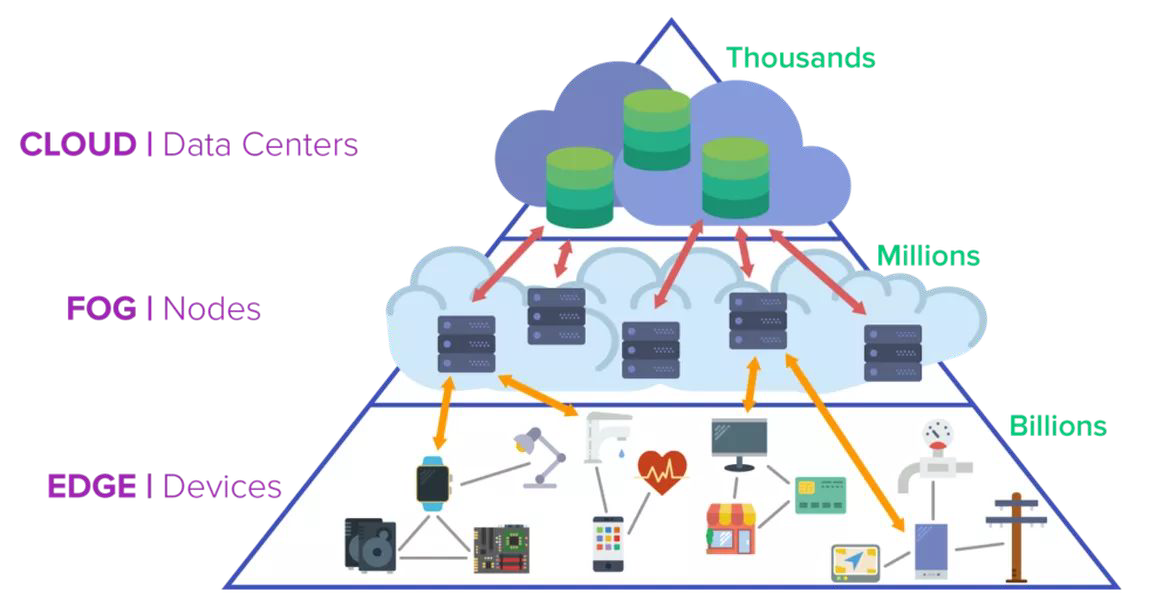 Thousands
CLOUD | Data Centers
Millions
FOG | Nodes
Billions
EDGE | Devices